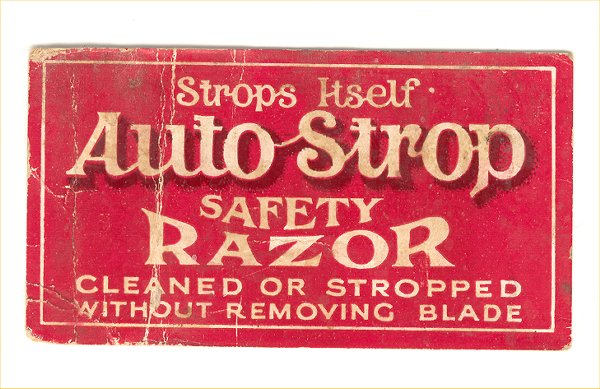 Strops Itself
Auto-Strop
SAFETY
RAZOR
CLEANED OR STROPPED
WITHOUT REMOVING BLADE